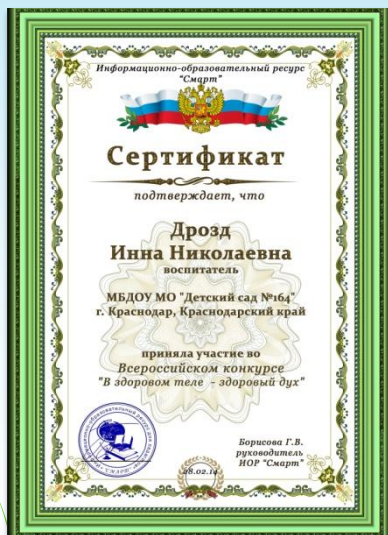 Информационно-образовательный ресурс
"Смарт"
Сертификат
подтверждает, что
Дрозд
Инна Николаевна
воспитатель
МБДОУ МО "Детский сад №164"
г. Краснодар, Краснодарский край
приняла участие во
Всероссийском конкурсе
"В здоровом теле - здоровый дух"
Борисова Г.В.
руководитель
ИОР "Смарт"
28.02.14